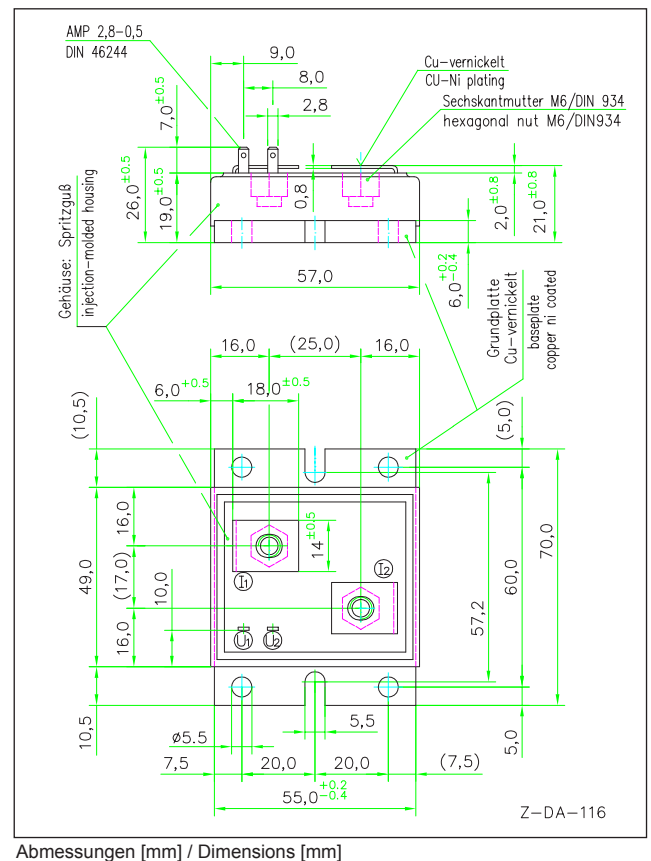 AMP 2,8-0,5
DIN 46244
9,0
8,0
2,8
Cu-vernickelt
CU-Ni plating
Sechskantmutter M6/DIN 934
hexagonal nut M6/DIN934
7,0±0.5
26,0±0.5
19,0±0.5
0,8
2,0±0.8
21,0±0.8
6,0+0.2-0.4
57,0
Gehäuse: Spritzguß
injection-molded housing
Grundplatte
Cu-vernickelt
baseplate
copper ni coated
16,0
(25,0)
16,0
6,0+0.5
18,0±0.5
(10,5)
(5,0)
16,0
14±0.5
49,0
(17,0)
10,0
16,0
I1
I2
U1
U2
57,2
60,0
70,0
10,5
ø5.5
5,5
5,0
7,5
20,0
20,0
(7,5)
55,0+0.2-0.4
Z-DA-116
Abmessungen [mm] / Dimensions [mm]